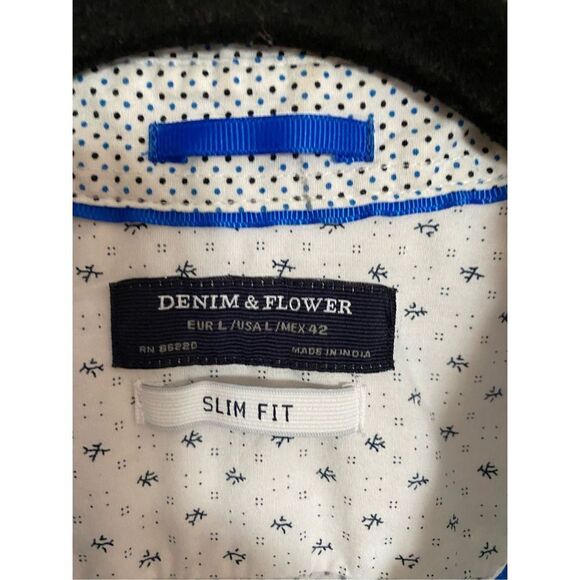 DENIM & FLOWER
EUR L / USA L / MEX 42
RN 86220 MADE IN INDIA
SLIM FIT